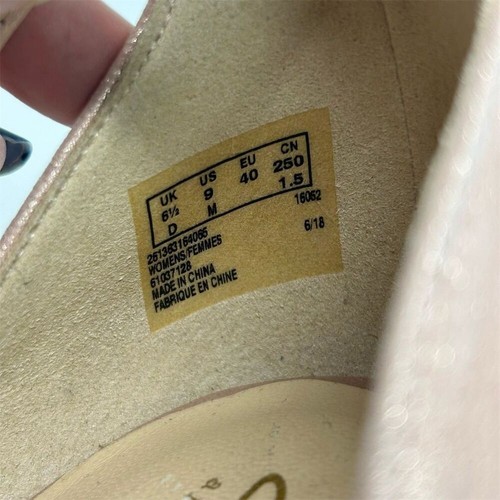 UK US EU CN
6½ 9 40 250
D M 1.5
261363164065 16062
WOMENS/FEMMES 6/18
61037128
MADE IN CHINA
FABRIQUE EN CHINE